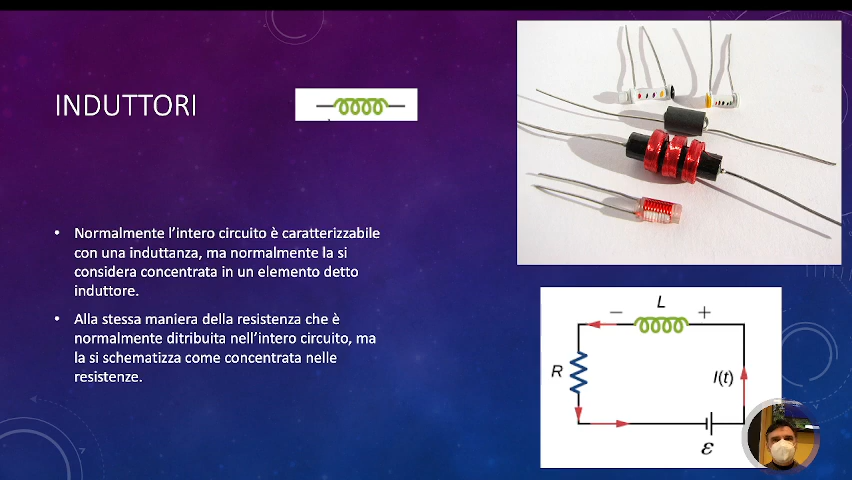 INDUTTORI
• Normalmente l'intero circuito è caratterizzabile
con una induttanza, ma normalmente la si
considera concentrata in un elemento detto
induttore.
• Alla stessa maniera della resistenza che è
normalmente ditribuita nell'intero circuito, ma
la si schematizza come concentrata nelle
resistenze.
L
− +
R
I(t)
ε